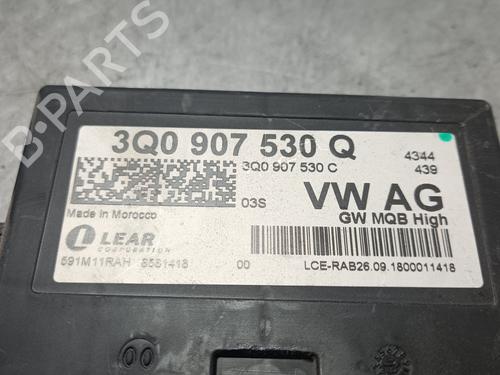 B-PARTS
3Q0 907 530 Q
4344
3Q0 907 530 C
439
03S
VW AG
Made in Morocco
GW MQB High
LEAR
CORPORATION
591M11RAH 8581418
00
LCE-RAB26.09.1800011418